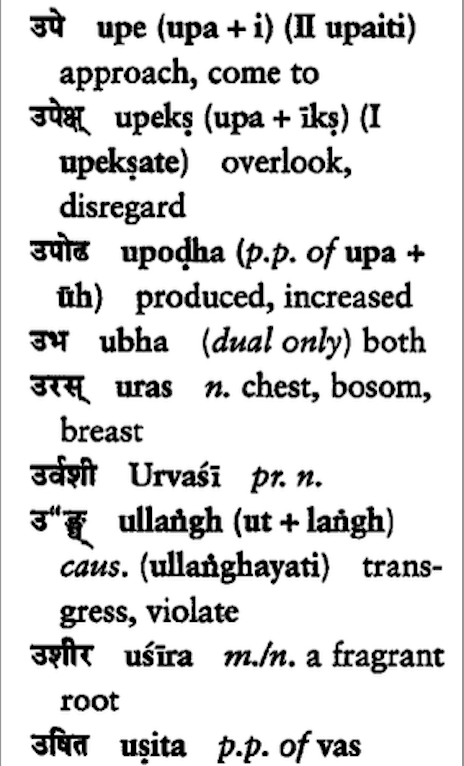 उपे upe (upa + i) (II upaiti)
approach, come to
उपेक्ष् upekṣ (upa + īkṣ) (I
upekṣate) overlook,
disregard
उपोढ upoḍha (p.p. of upa +
ūh) produced, increased
उभ ubha (dual only) both
उरस् uras n. chest, bosom,
breast
उर्वशी Urvaśī pr. n.
ullaṅgh (ut + laṅgh)
caus. (ullaṅghayati) trans-
gress, violate
उशीर uśīra m./n. a fragrant
root
उषित uṣita p.p. of vas